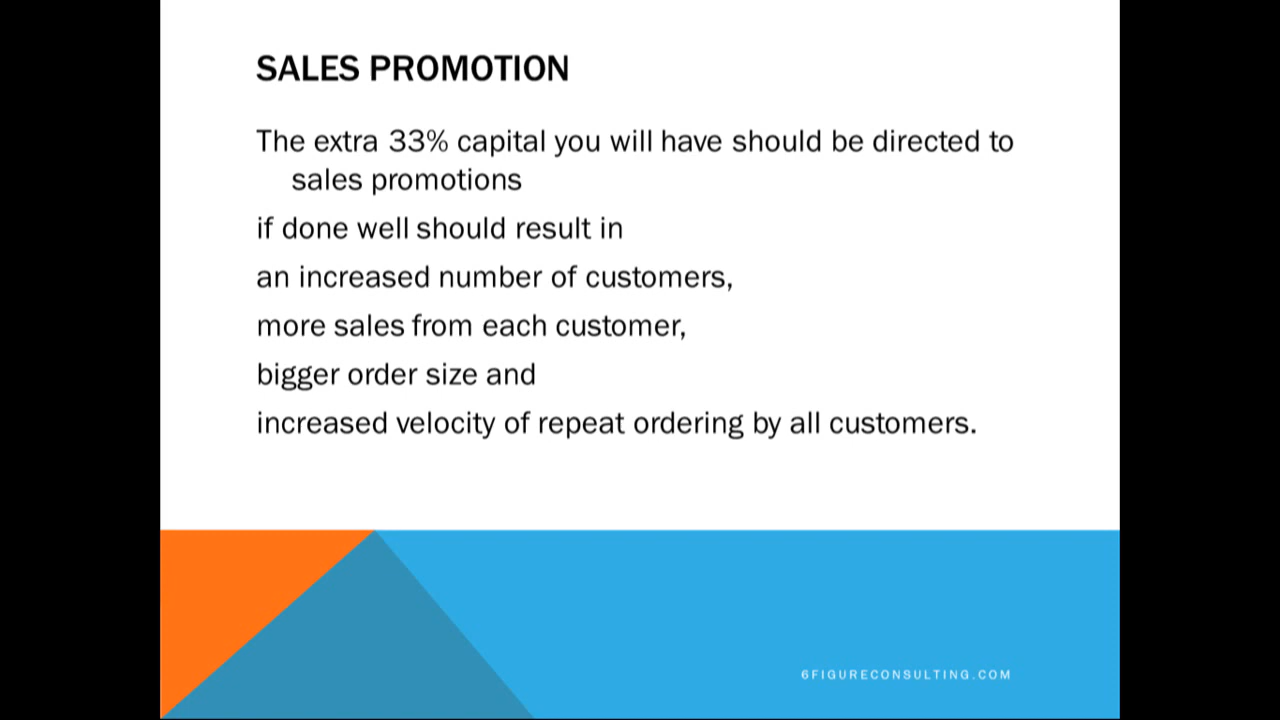 SALES PROMOTION
The extra 33% capital you will have should be directed to
sales promotions
if done well should result in
an increased number of customers,
more sales from each customer,
bigger order size and
increased velocity of repeat ordering by all customers.
6FIGURECONSULTING.COM